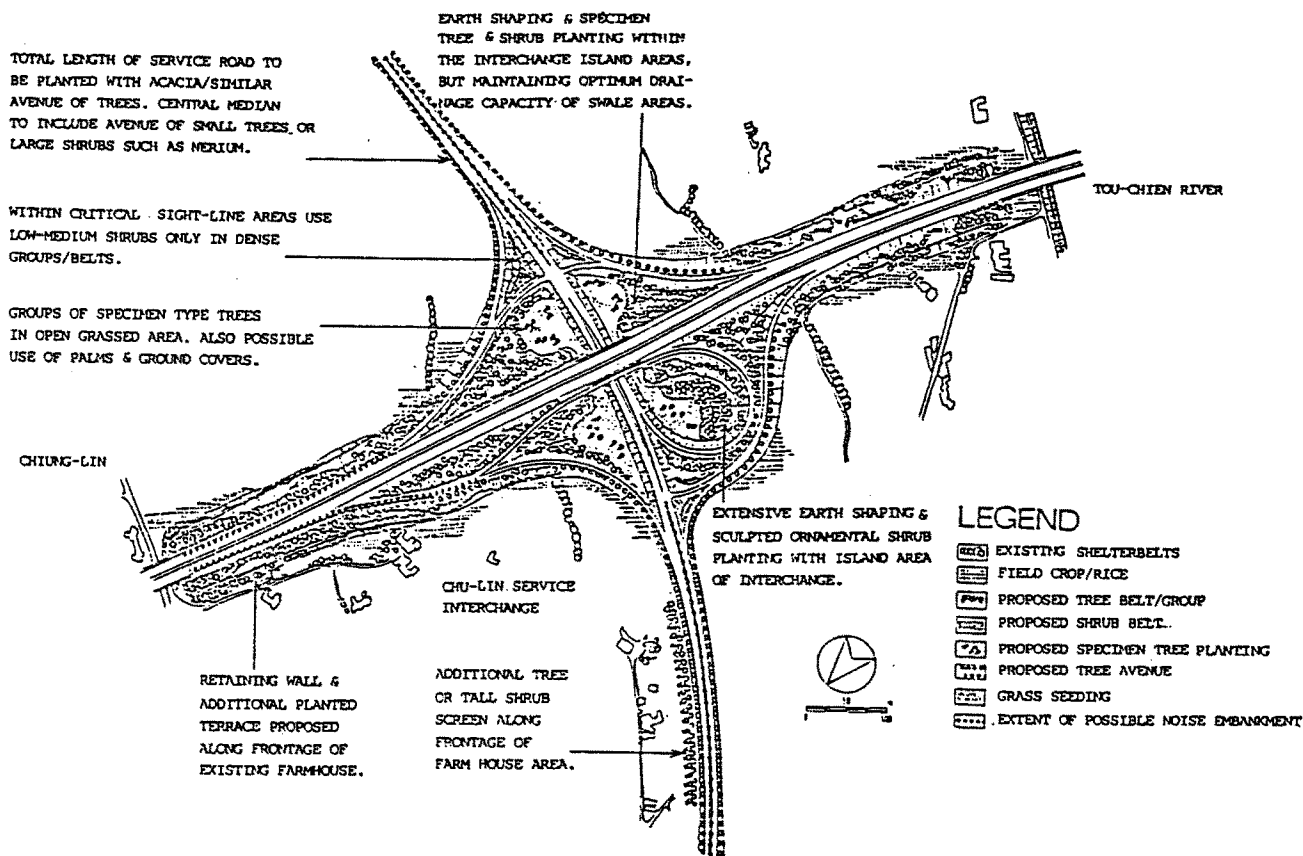 TOTAL LENGTH OF SERVICE ROAD TO
BE PLANTED WITH ACACIA/SIMILAR
AVENUE OF TREES. CENTRAL MEDIAN
TO INCLUDE AVENUE OF SMALL TREES OR
LARGE SHRUBS SUCH AS NERIUM.
EARTH SHAPING & SPECIMEN
TREE & SHRUB PLANTING WITHIN
THE INTERCHANGE ISLAND AREAS,
BUT MAINTAINING OPTIMUM DRAI-
NAGE CAPACITY OF SWALE AREAS.
WITHIN CRITICAL SIGHT-LINE AREAS USE
LOW-MEDIUM SHRUBS ONLY IN DENSE
GROUPS/BELTS.
GROUPS OF SPECIMEN TYPE TREES
IN OPEN GRASSED AREA. ALSO POSSIBLE
USE OF PALMS & GROUND COVERS.
TOU-CHIEN RIVER
CHIUNG-LIN
CHU-LIN SERVICE
INTERCHANGE
EXTENSIVE EARTH SHAPING &
SCULPTED ORNAMENTAL SHRUB
PLANTING WITH ISLAND AREA
OF INTERCHANGE.
RETAINING WALL &
ADDITIONAL PLANTED
TERRACE PROPOSED
ALONG FRONTAGE OF
EXISTING FARMHOUSE.
ADDITIONAL TREE
OR TALL SHRUB
SCREEN ALONG
FRONTAGE OF
FARM HOUSE AREA.
LEGEND
EXISTING SHELTERBELTS
FIELD CROP/RICE
PROPOSED TREE BELT/GROUP
PROPOSED SHRUB BELT
PROPOSED SPECIMEN TREE PLANTING
PROPOSED TREE AVENUE
GRASS SEEDING
EXTENT OF POSSIBLE NOISE EMBANKMENT